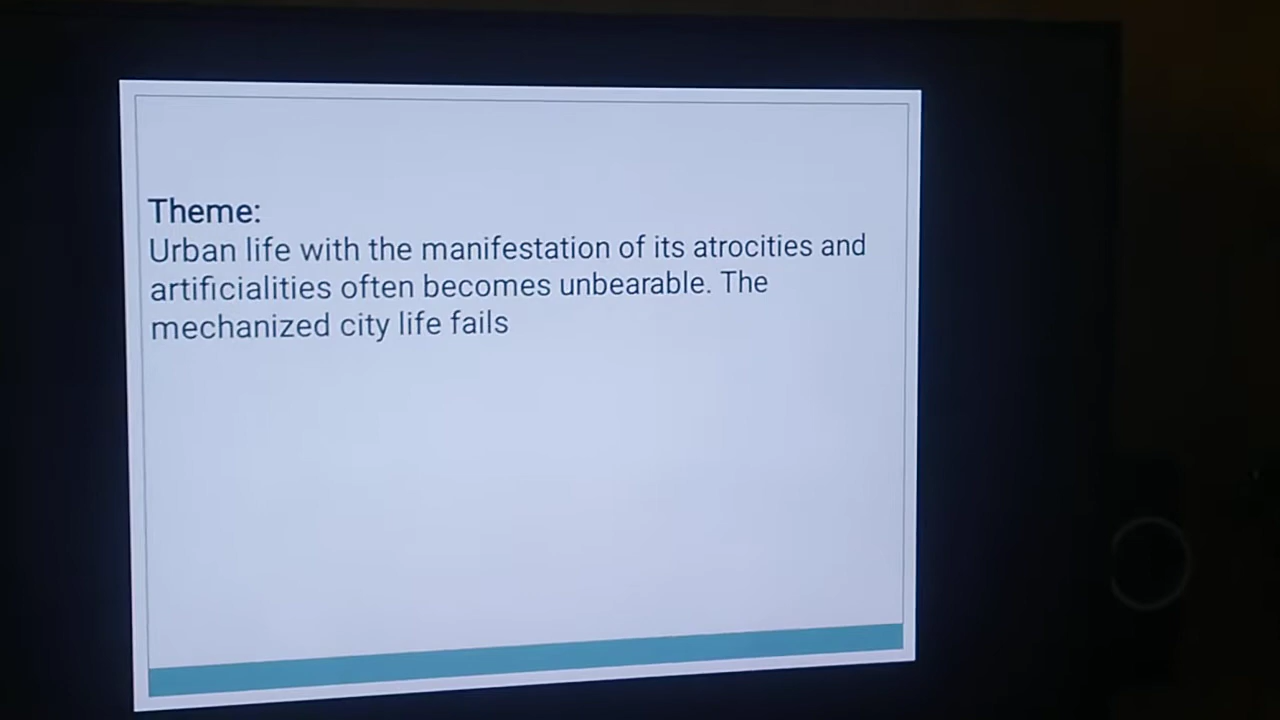 Theme:
Urban life with the manifestation of its atrocities and
artificialities often becomes unbearable. The
mechanized city life fails